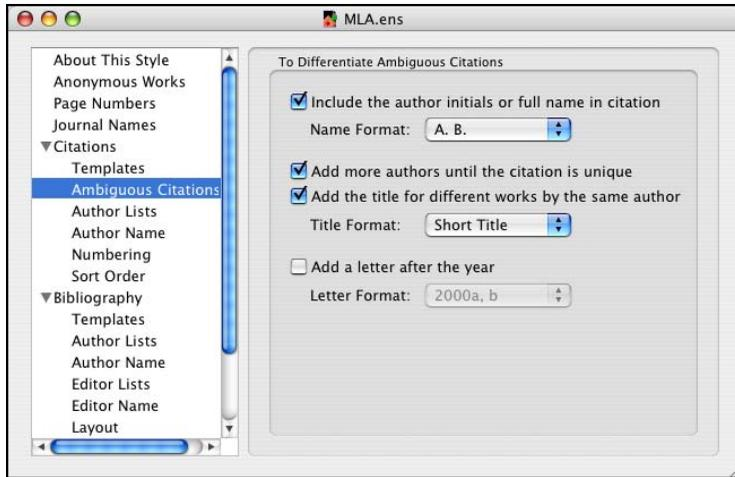 MLA.ens
About This Style
Anonymous Works
Page Numbers
Journal Names
Citations
Templates
Ambiguous Citations
Author Lists
Author Name
Numbering
Sort Order
Bibliography
Templates
Author Lists
Author Name
Editor Lists
Editor Name
Layout
To Differentiate Ambiguous Citations
Include the author initials or full name in citation
Name Format: A. B.
Add more authors until the citation is unique
Add the title for different works by the same author
Title Format: Short Title
Add a letter after the year
Letter Format: 2000a, b